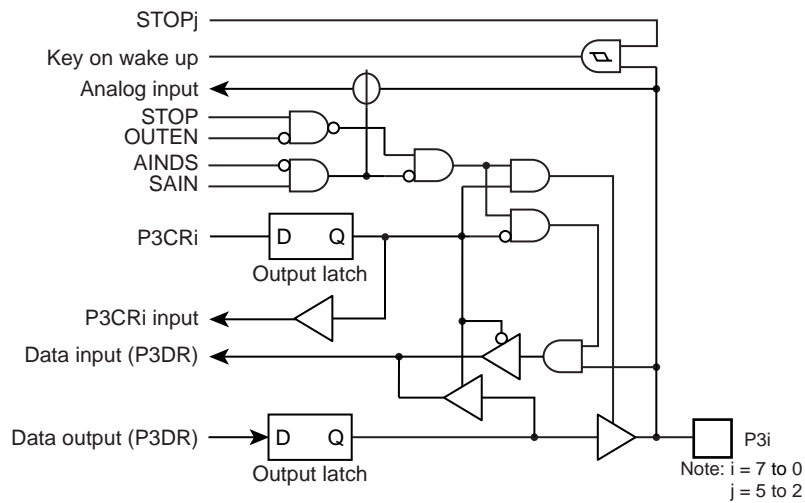 STOPj
Key on wake up
Analog input
STOP
OUTEN
AINDS
SAIN
P3CRi
D Q
Output latch
P3CRi input
Data input (P3DR)
Data output (P3DR)
D Q
Output latch
P3i
Note: i = 7 to 0
j = 5 to 2